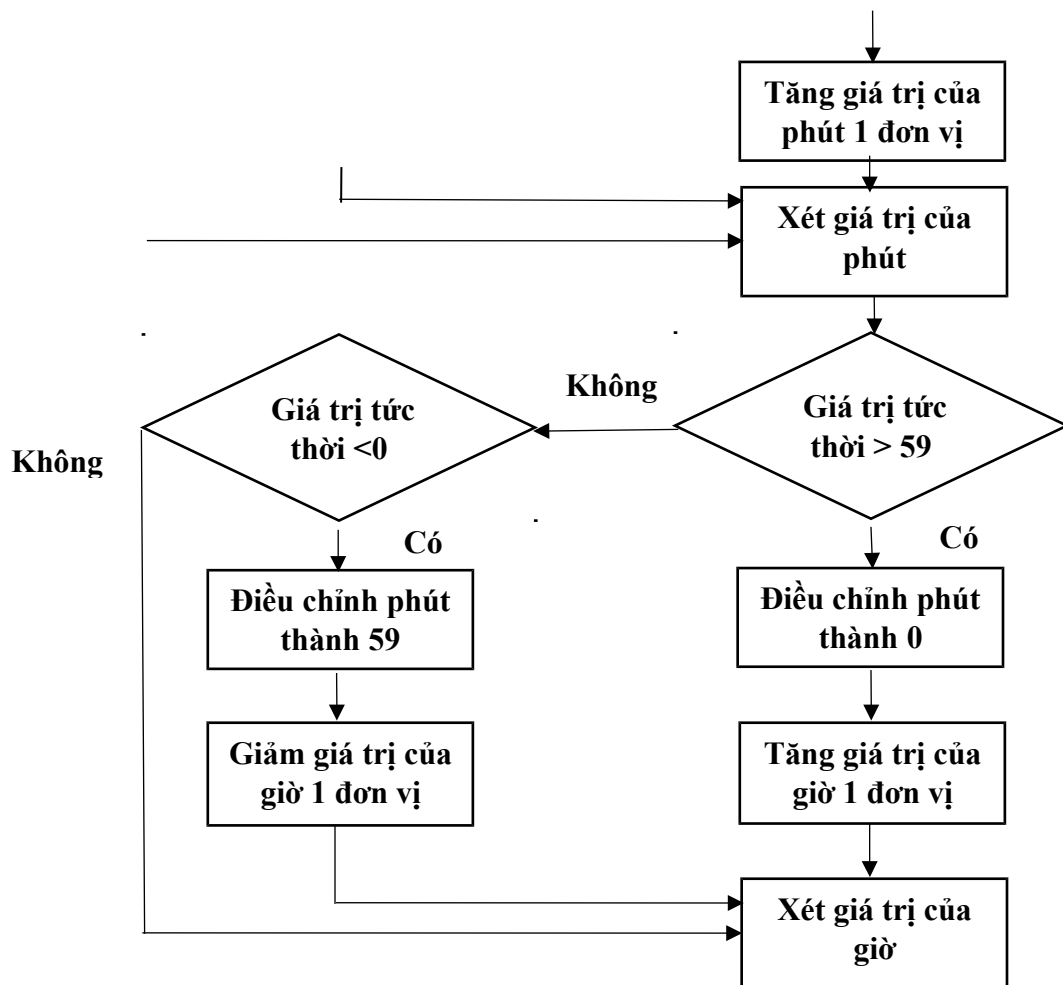 Tăng giá trị của
phút 1 đơn vị
Xét giá trị của
phút
Không
Giá trị tức
thời <0
Giá trị tức
thời > 59
Không
Có
Có
Điều chỉnh phút
thành 59
Điều chỉnh phút
thành 0
Giảm giá trị của
giờ 1 đơn vị
Tăng giá trị của
giờ 1 đơn vị
Xét giá trị của
giờ